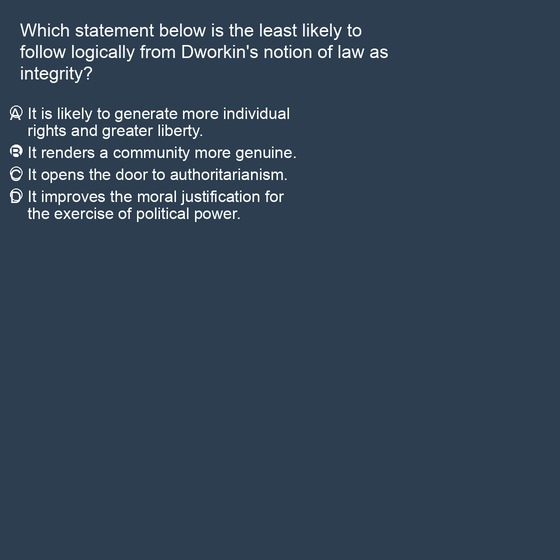 Which statement below is the least likely to
follow logically from Dworkin's notion of law as
integrity?
A It is likely to generate more individual
rights and greater liberty.
B It renders a community more genuine.
C It opens the door to authoritarianism.
D It improves the moral justification for
the exercise of political power.